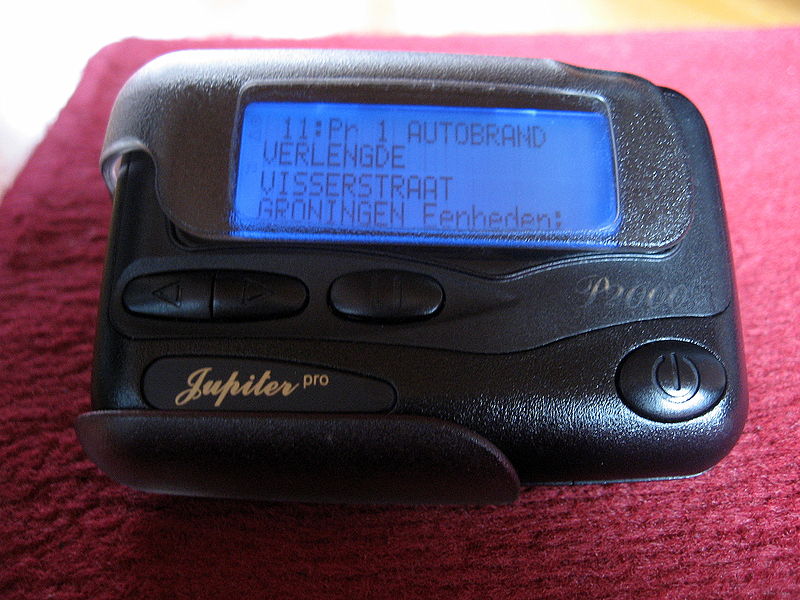 11:Pr 1 AUTOBRAND
VERLENGDE
VISSERSTRAAT
GRONINGEN Eenheden:
P2000
Jupiter pro